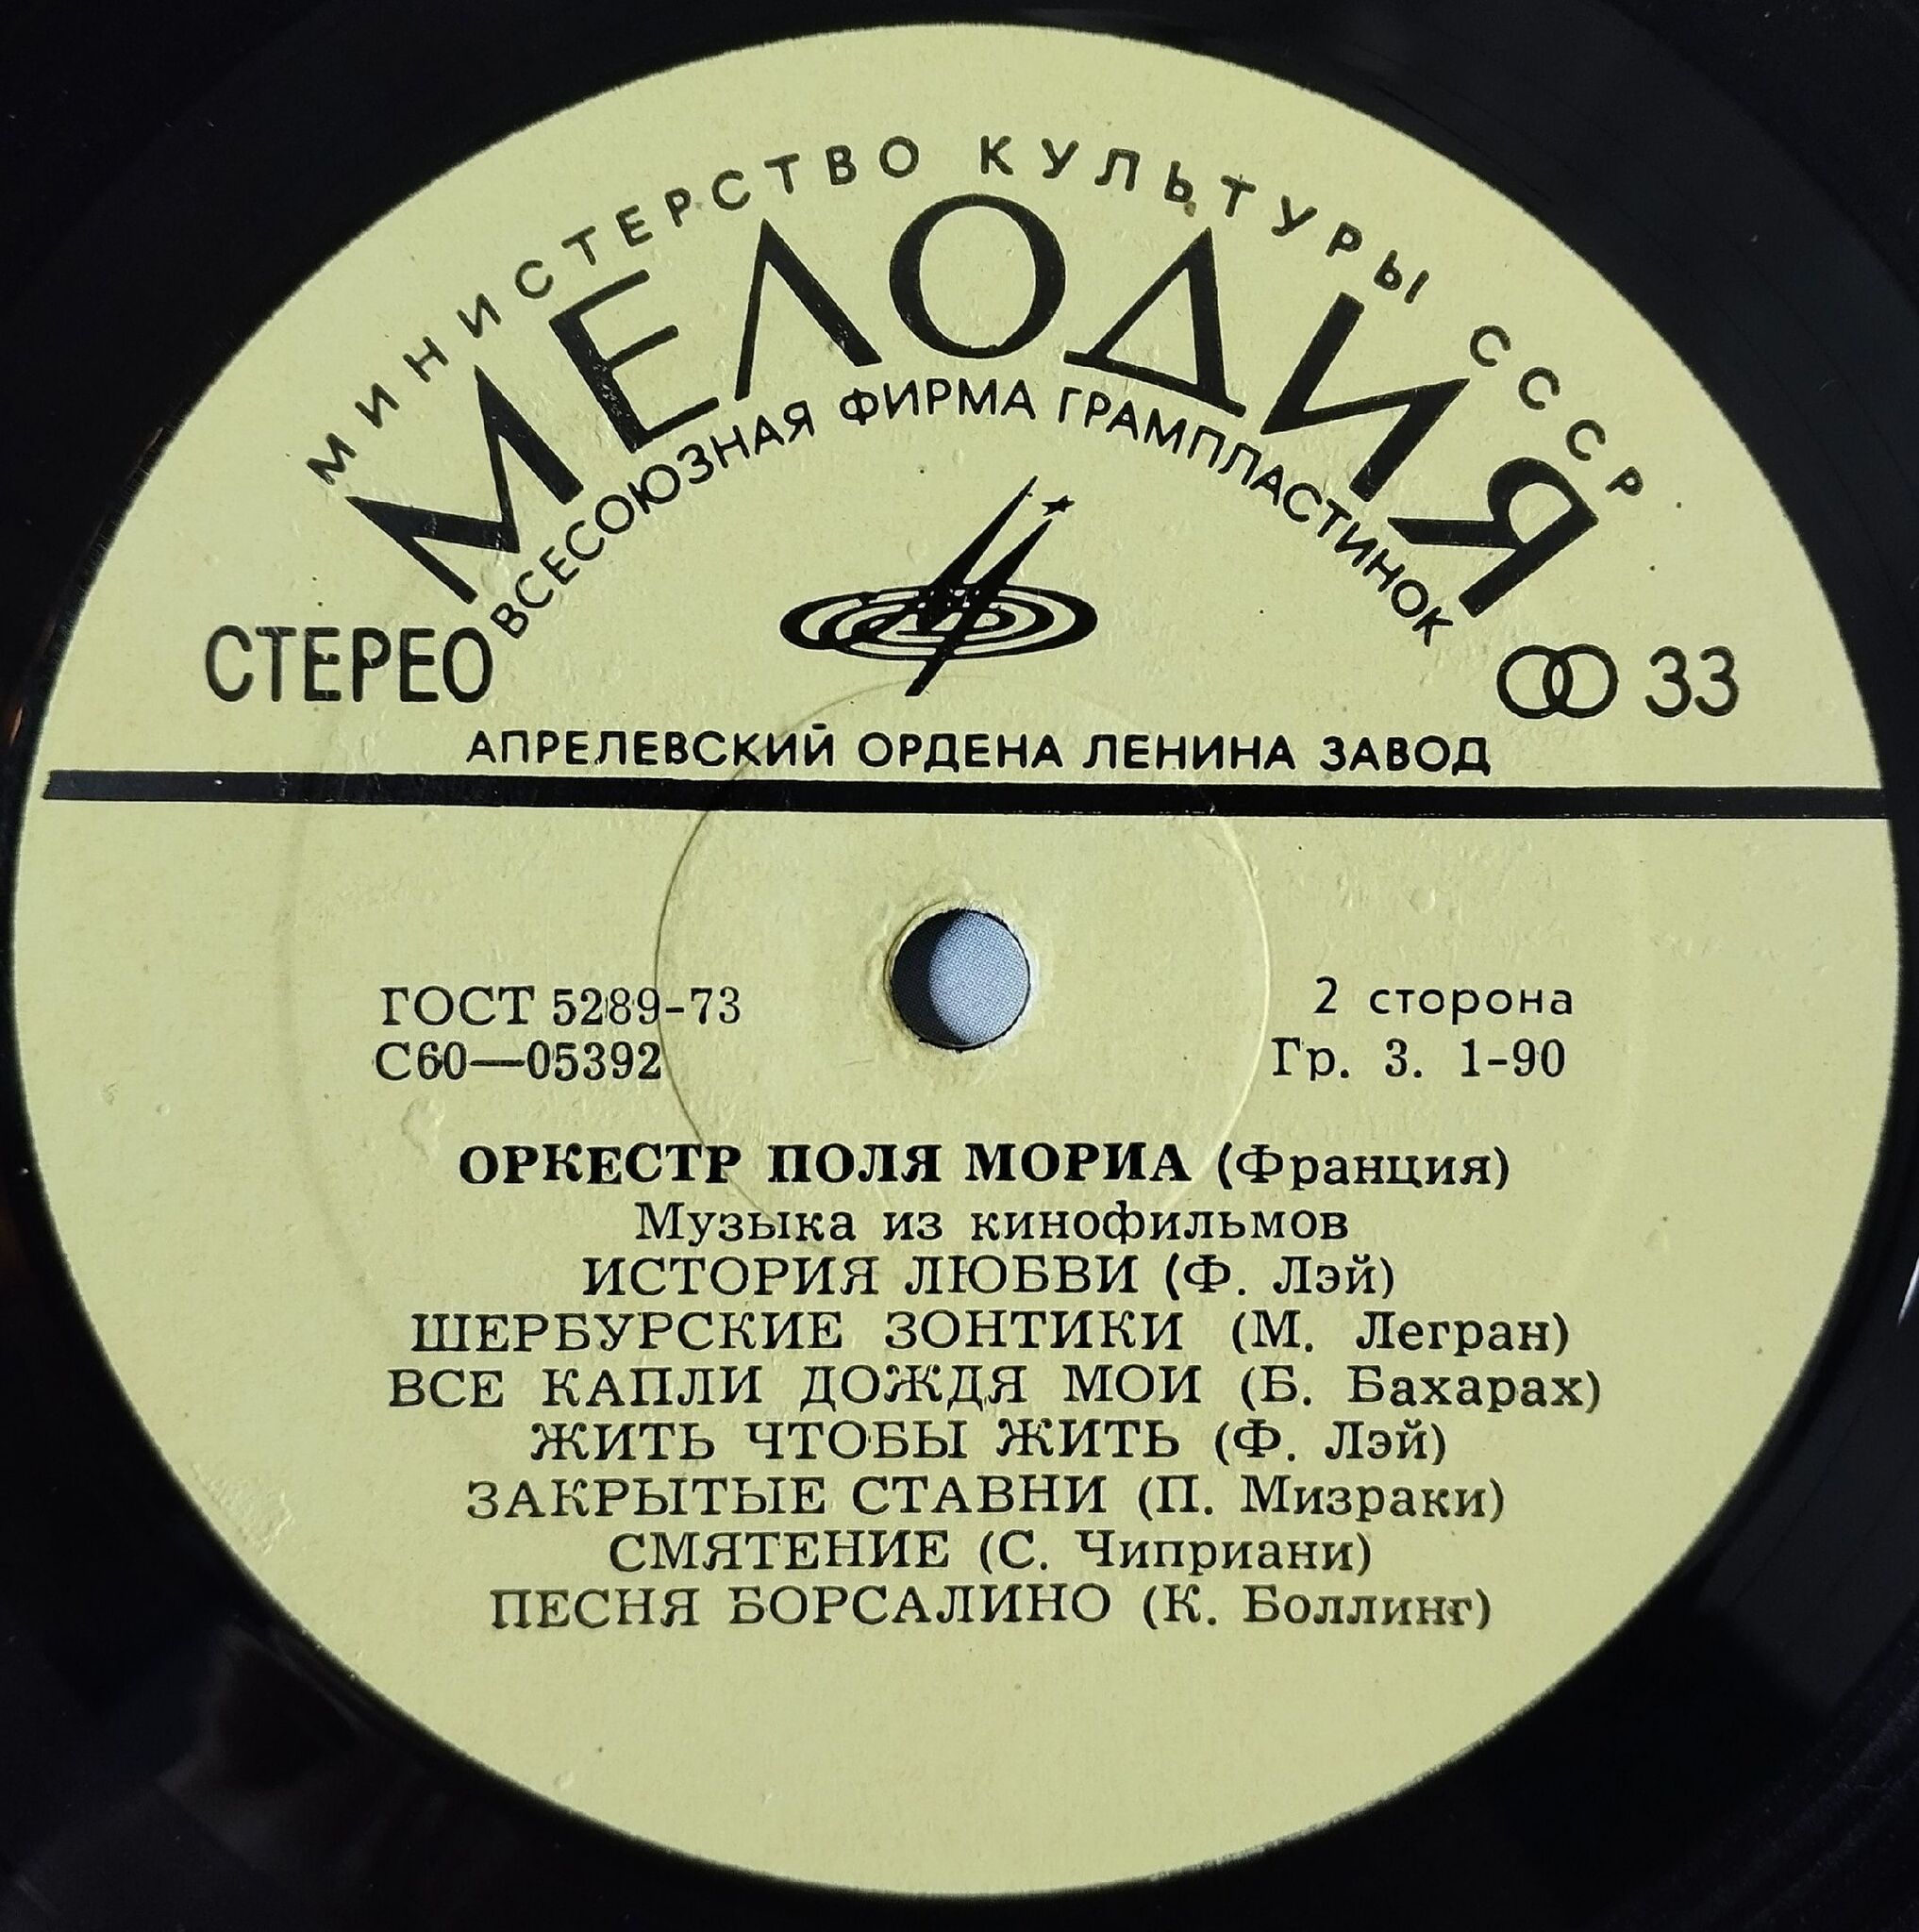 МИНИСТЕРСТВО КУЛЬТУРЫ СССР
МЕЛОДИЯ
ВСЕСОЮЗНАЯ ФИРМА ГРАМПЛАСТИНОК
СТЕРЕО
33
АПРЕЛЕВСКИЙ ОРДЕНА ЛЕНИНА ЗАВОД
ГОСТ 5289-73
2 сторона
С60—05392
Гр. 3. 1-90
ОРКЕСТР ПОЛЯ МОРИА (Франция)
Музыка из кинофильмов
ИСТОРИЯ ЛЮБВИ (Ф. Лэй)
ШЕРБУРСКИЕ ЗОНТИКИ (М. Легран)
ВСЕ КАПЛИ ДОЖДЯ МОИ (Б. Бахарах)
ЖИТЬ ЧТОБЫ ЖИТЬ (Ф. Лэй)
ЗАКРЫТЫЕ СТАВНИ (П. Мизраки)
СМЯТЕНИЕ (С. Чиприани)
ПЕСНЯ БОРСАЛИНО (К. Боллинг)